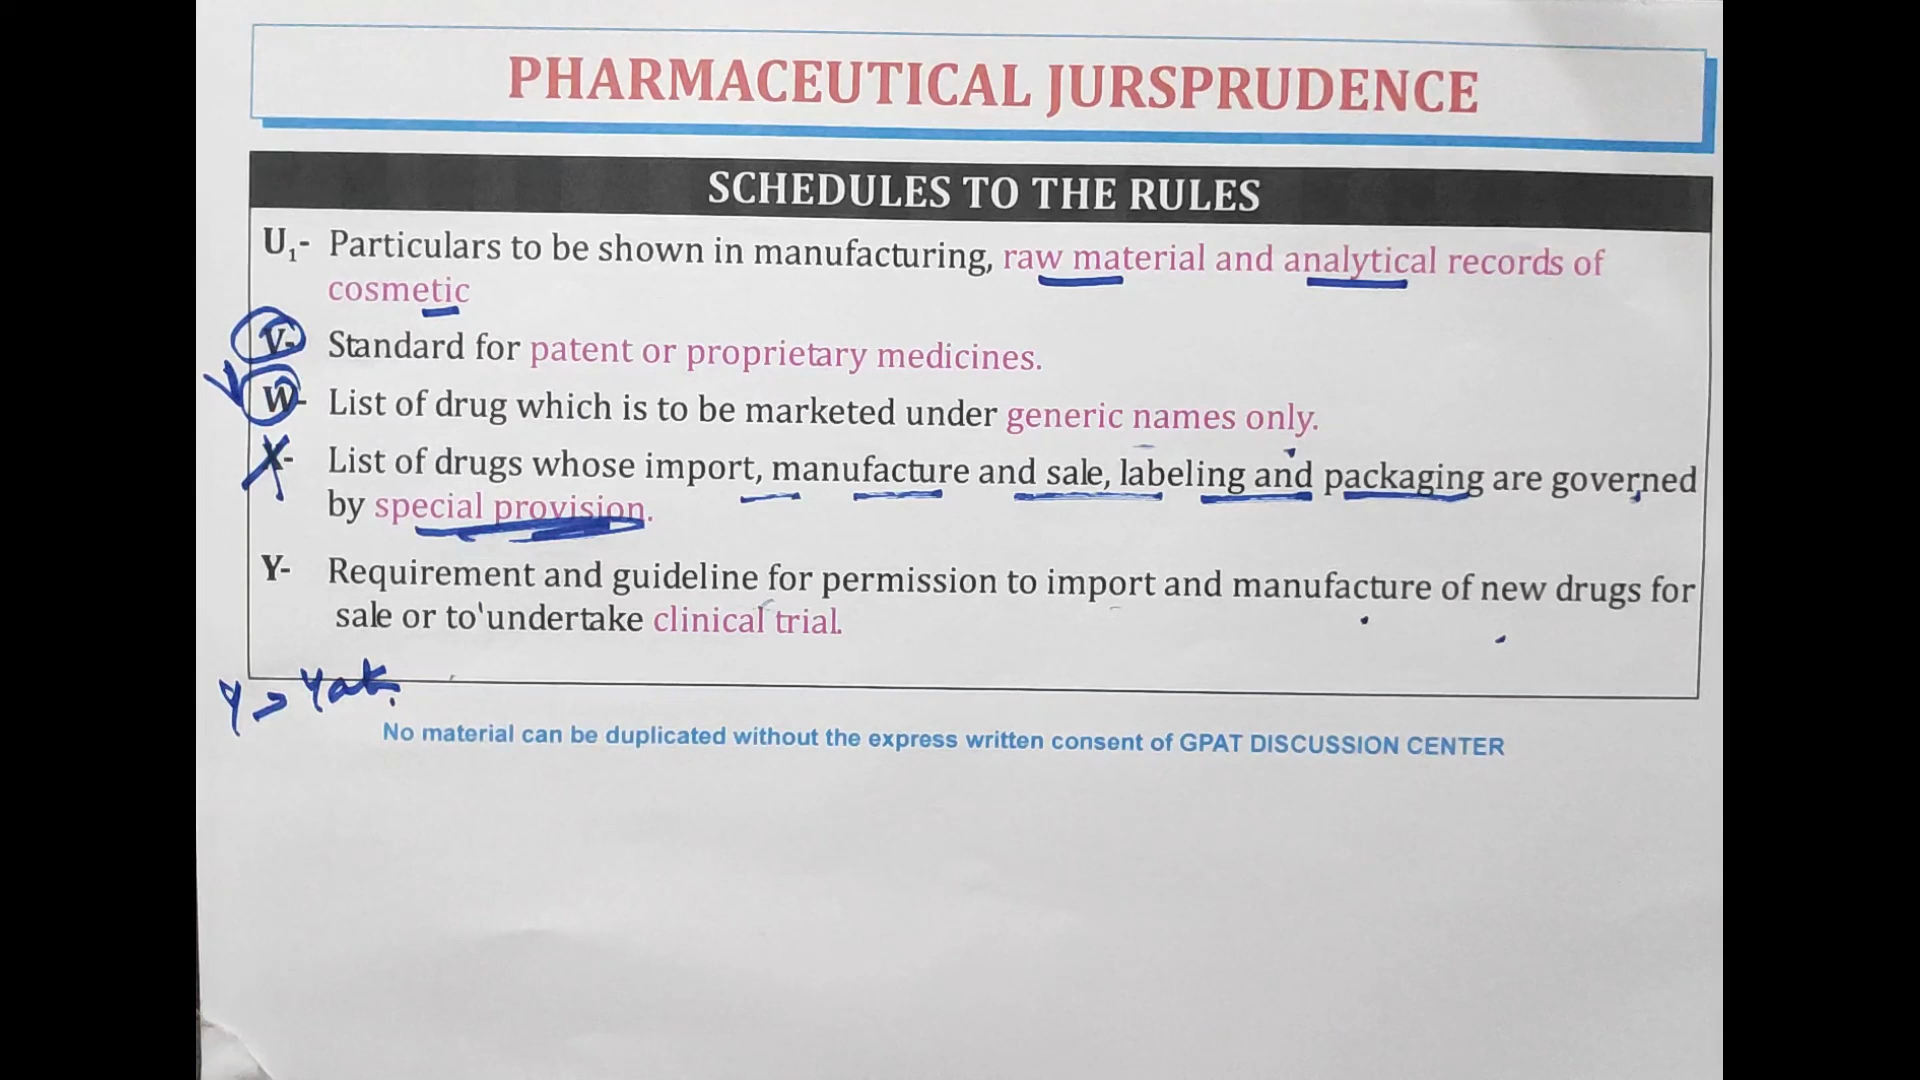 PHARMACEUTICAL JURSPRUDENCE
SCHEDULES TO THE RULES
U₁- Particulars to be shown in manufacturing, raw material and analytical records of
cosmetic
V- Standard for patent or proprietary medicines.
W- List of drug which is to be marketed under generic names only.
X- List of drugs whose import, manufacture and sale, labeling and packaging are governed
by special provision.
Y- Requirement and guideline for permission to import and manufacture of new drugs for
sale or to undertake clinical trial.
Y > Yak
No material can be duplicated without the express written consent of GPAT DISCUSSION CENTER